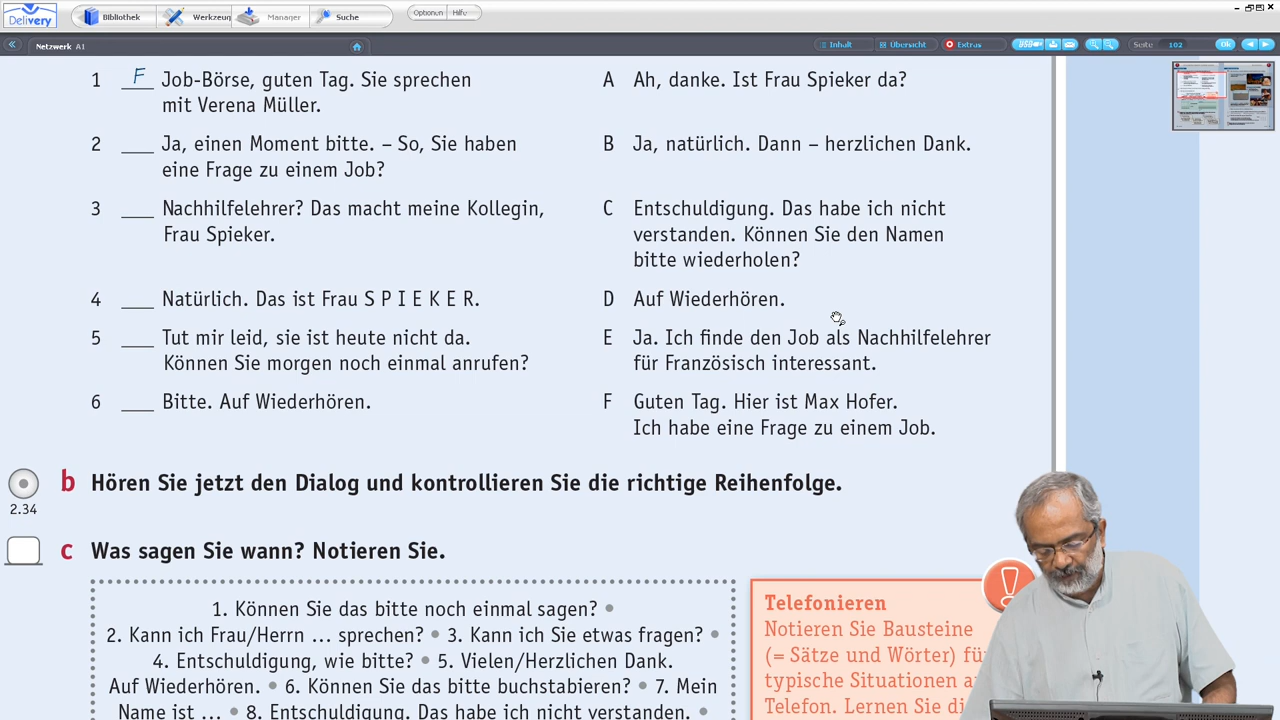 Delivery
Bibliothek
Werkzeug
Manager
Suche
Optionen
Hilfe
Netzwerk A1
Inhalt
Übersicht
Extras
Seite 102 Ok
1 F Job-Börse, guten Tag. Sie sprechen
mit Verena Müller.
2 ___ Ja, einen Moment bitte. – So, Sie haben
eine Frage zu einem Job?
3 ___ Nachhilfelehrer? Das macht meine Kollegin,
Frau Spieker.
4 ___ Natürlich. Das ist Frau S P I E K E R.
5 ___ Tut mir leid, sie ist heute nicht da.
Können Sie morgen noch einmal anrufen?
6 ___ Bitte. Auf Wiederhören.
A Ah, danke. Ist Frau Spieker da?
B Ja, natürlich. Dann – herzlichen Dank.
C Entschuldigung. Das habe ich nicht
verstanden. Können Sie den Namen
bitte wiederholen?
D Auf Wiederhören.
E Ja. Ich finde den Job als Nachhilfelehrer
für Französisch interessant.
F Guten Tag. Hier ist Max Hofer.
Ich habe eine Frage zu einem Job.
2.34
b Hören Sie jetzt den Dialog und kontrollieren Sie die richtige Reihenfolge.
c Was sagen Sie wann? Notieren Sie.
1. Können Sie das bitte noch einmal sagen? •
2. Kann ich Frau/Herrn ... sprechen? • 3. Kann ich Sie etwas fragen? •
4. Entschuldigung, wie bitte? • 5. Vielen/Herzlichen Dank.
Auf Wiederhören. • 6. Können Sie das bitte buchstabieren? • 7. Mein
Name ist ... • 8. Entschuldigung. Das habe ich nicht verstanden. •
Telefonieren
Notieren Sie Bausteine
(= Sätze und Wörter) fü
typische Situationen a
Telefon. Lernen Sie di